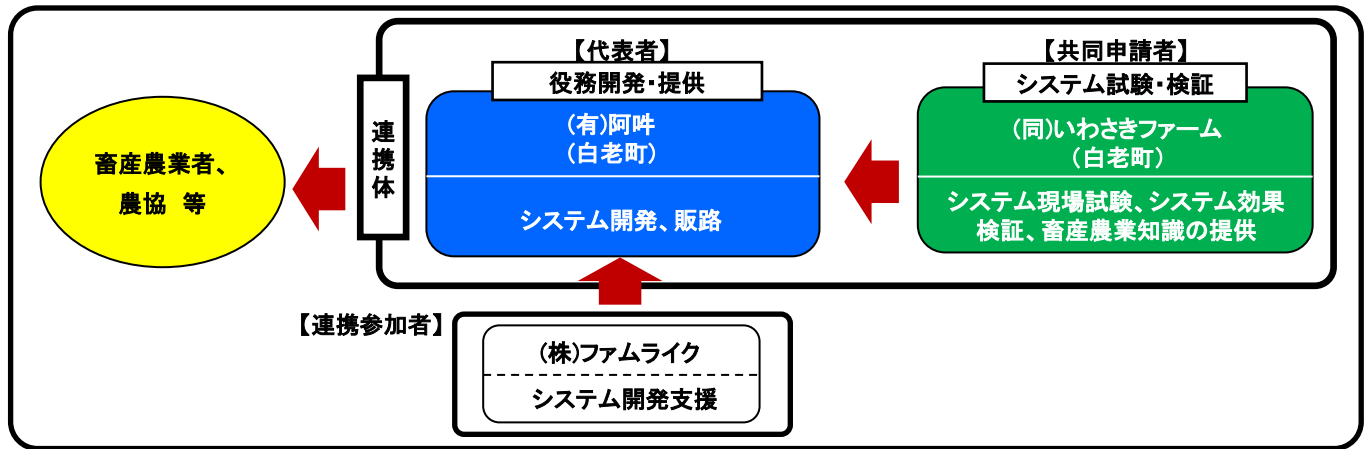 【代表者】
役務開発・提供
(有)阿吽
(白老町)
システム開発、販路
【共同申請者】
システム試験・検証
(同)いわさきファーム
(白老町)
システム現場試験、システム効果
検証、畜産農業知識の提供
連携体
畜産農業者、
農協 等
【連携参加者】
(株)ファムライク
システム開発支援